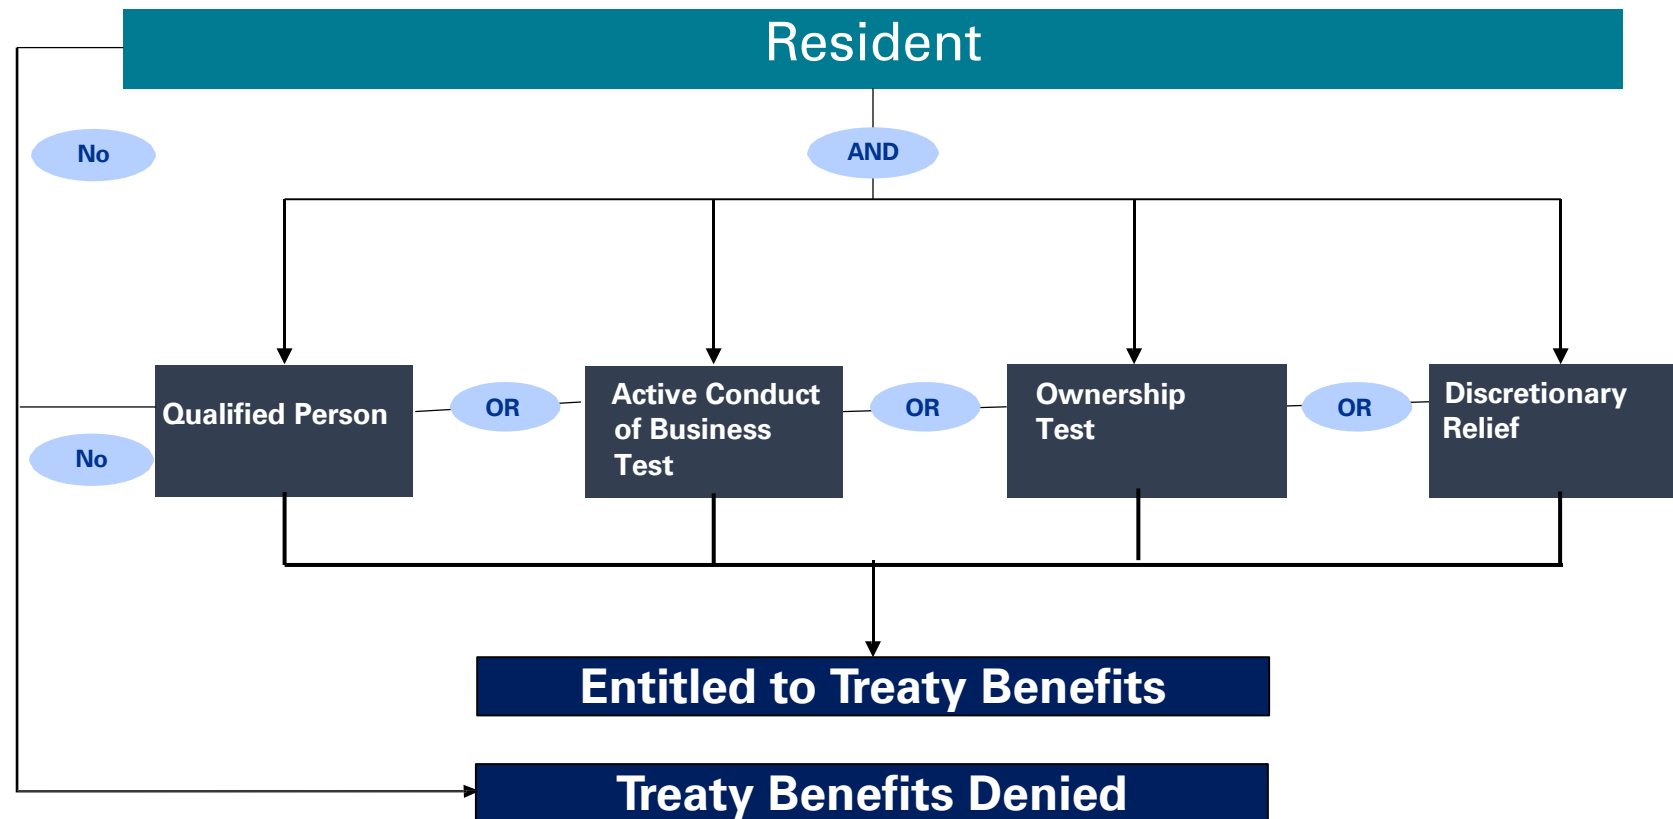 Resident
No
AND
Qualified Person
OR
Active Conduct
of Business
Test
OR
Ownership
Test
OR
Discretionary
Relief
No
Entitled to Treaty Benefits
Treaty Benefits Denied